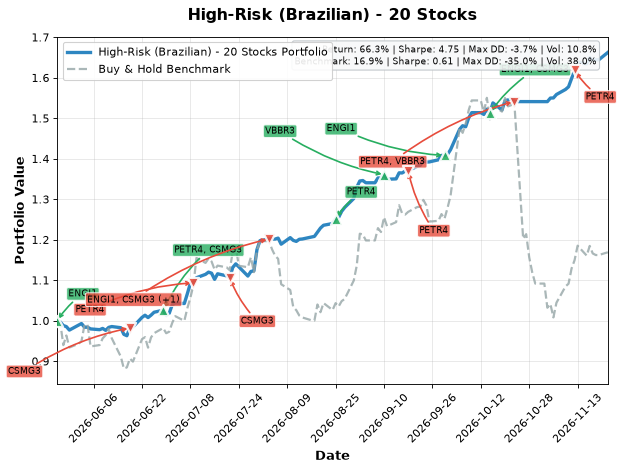 High-Risk (Brazilian) - 20 Stocks
High-Risk (Brazilian) - 20 Stocks Portfolio
Buy & Hold Benchmark
urn: 66.3% | Sharpe: 4.75 | Max DD: -3.7% | Vol: 10.8%
Benchmark: 16.9% | Sharpe: 0.61 | Max DD: -35.0% | Vol: 38.0%
ENGI1, CSMG3
PETR4
VBBR3
ENGI1
PETR4, VBBR3
PETR4
PETR4
PETR4, CSMG3
ENGI1
ENGI1, CSMG3 (+1)
PETR4
CSMG3
CSMG3
Portfolio Value
1.7
1.6
1.5
1.4
1.3
1.2
1.1
1.0
0.9
2026-06-06
2026-06-22
2026-07-08
2026-07-24
2026-08-09
2026-08-25
2026-09-10
2026-09-26
2026-10-12
2026-10-28
2026-11-13
Date